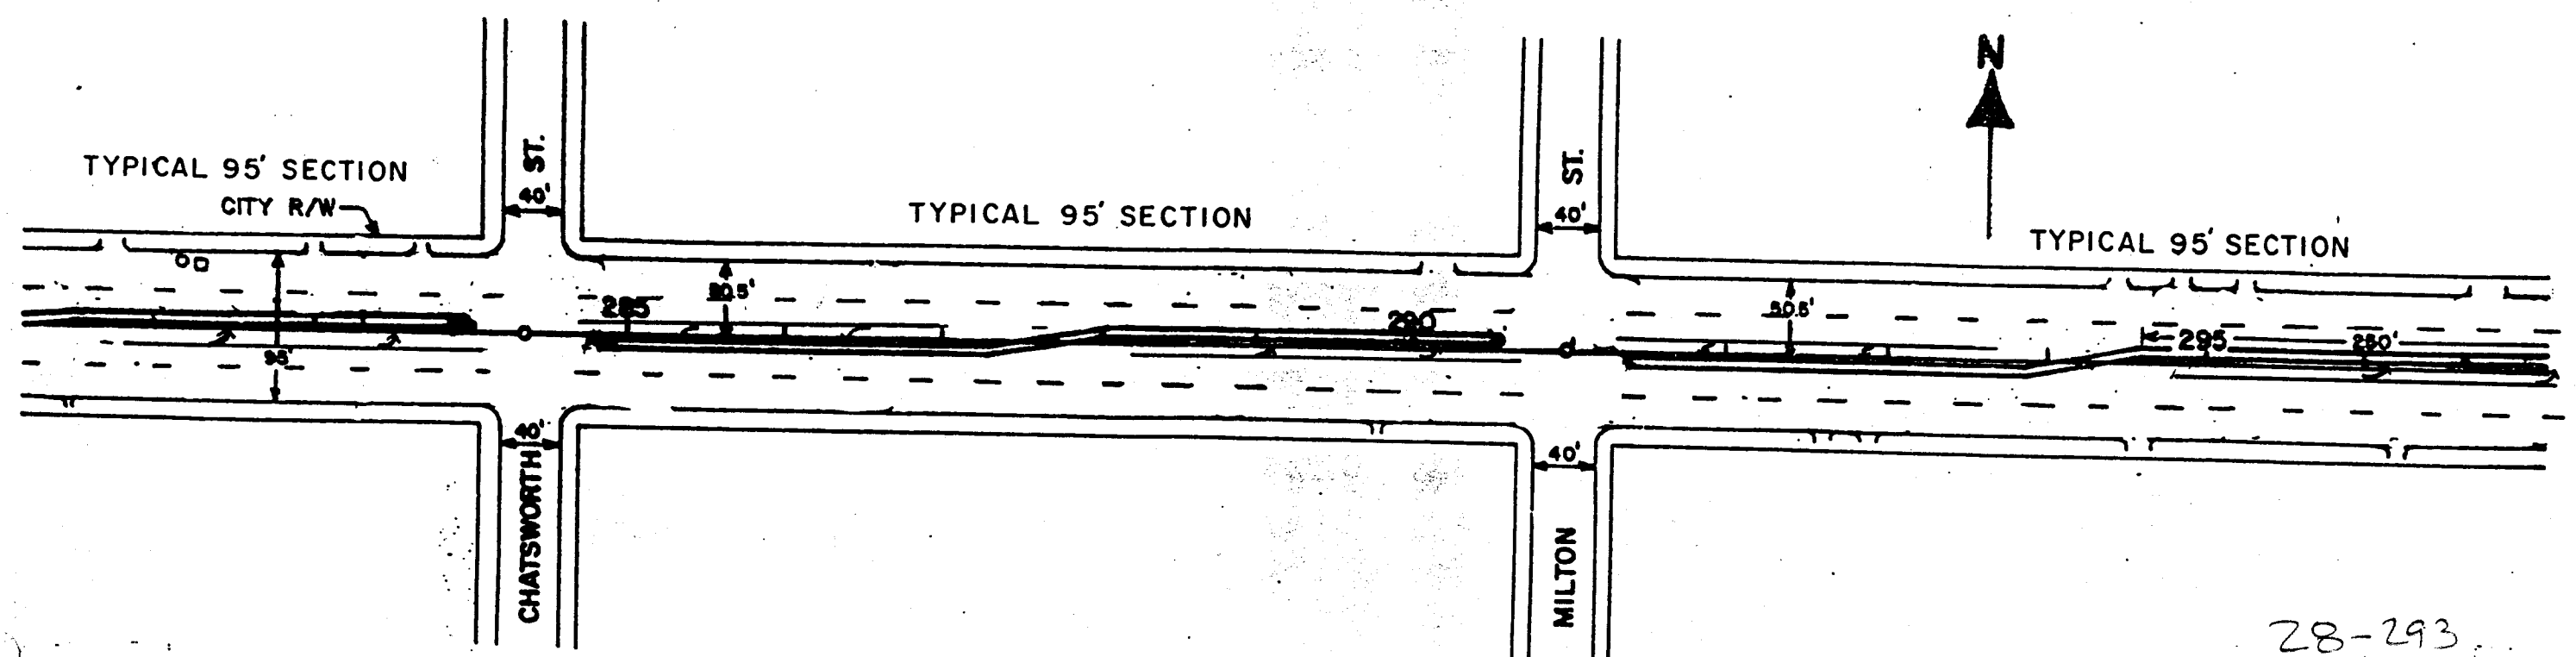 N
ST.
ST.
TYPICAL 95' SECTION
CITY R/W
40'
TYPICAL 95' SECTION
40'
TYPICAL 95' SECTION
285
50.5'
290
50.5'
295
250'
95'
40'
CHATSWORTH
40'
MILTON
28-293